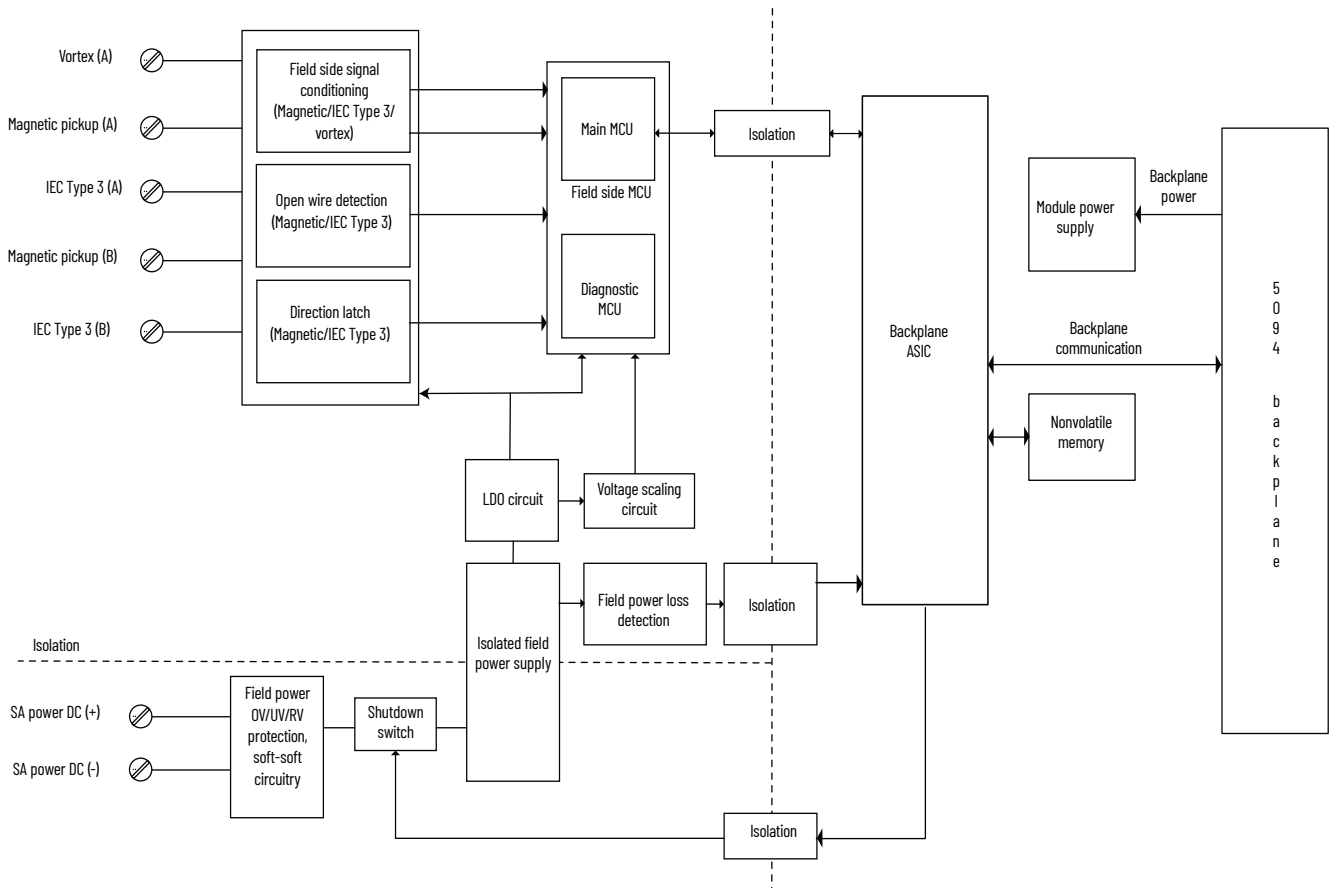 Vortex (A)
Magnetic pickup (A)
IEC Type 3 (A)
Magnetic pickup (B)
IEC Type 3 (B)
Field side signal
conditioning
(Magnetic/IEC Type 3/
vortex)
Open wire detection
(Magnetic/IEC Type 3)
Direction latch
(Magnetic/IEC Type 3)
Main MCU
Field side MCU
Diagnostic
MCU
Isolation
Backplane
ASIC
Module power
supply
Backplane
power
Backplane
communication
Nonvolatile
memory
5
0
9
4
b
a
c
k
p
l
a
n
e
LDO circuit
Voltage scaling
circuit
Isolated field
power supply
Field power loss
detection
Isolation
Isolation
SA power DC (+)
SA power DC (-)
Field power
OV/UV/RV
protection,
soft-soft
circuitry
Shutdown
switch
Isolation